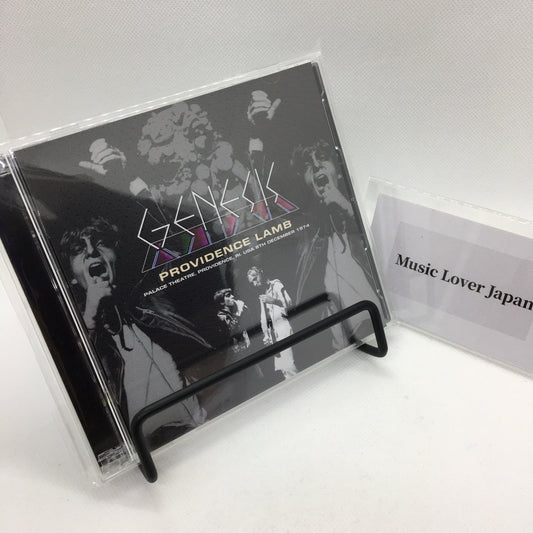 GENESIS
PROVIDENCE LAMB
PALACE THEATRE, PROVIDENCE, RI, USA 8TH DECEMBER 1974
Music Lover Japan